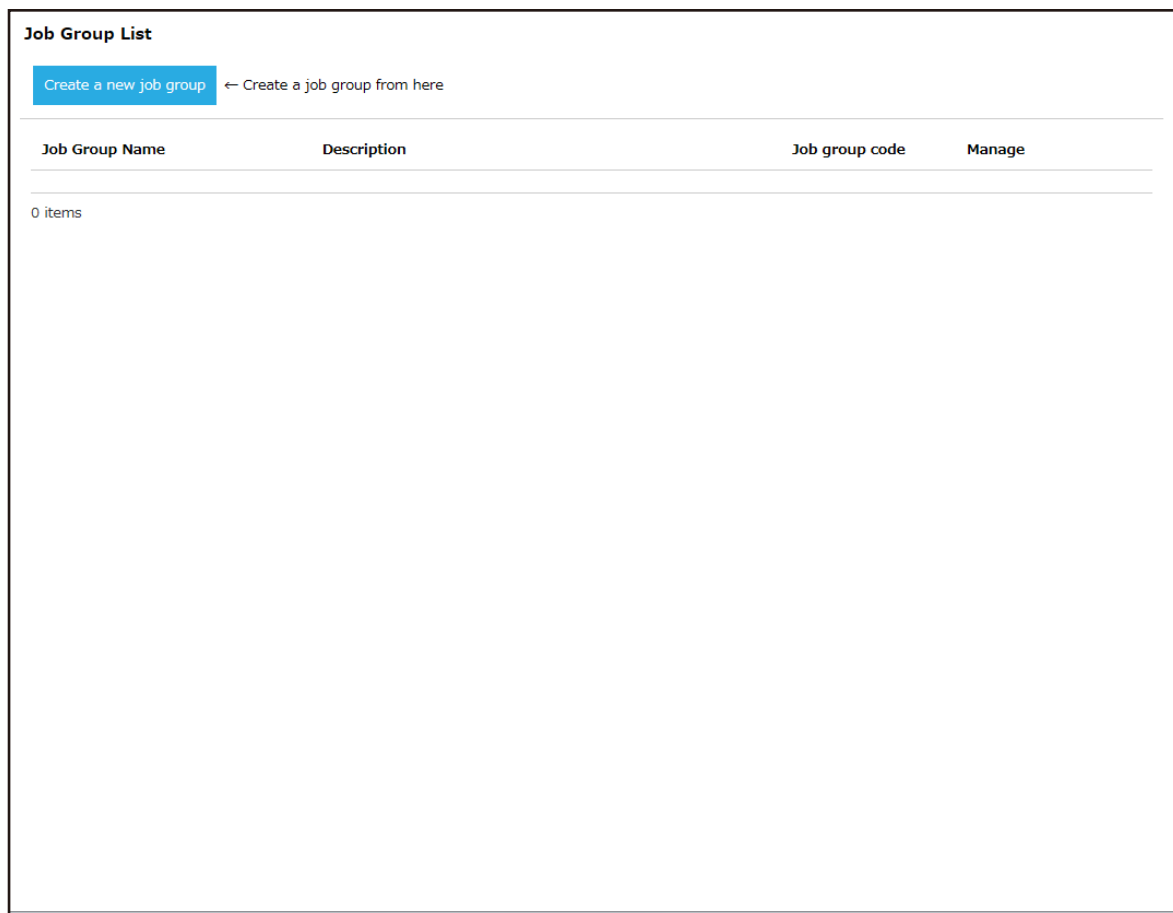 Job Group List
Create a new job group ← Create a job group from here
Job Group Name Description Job group code Manage
0 items